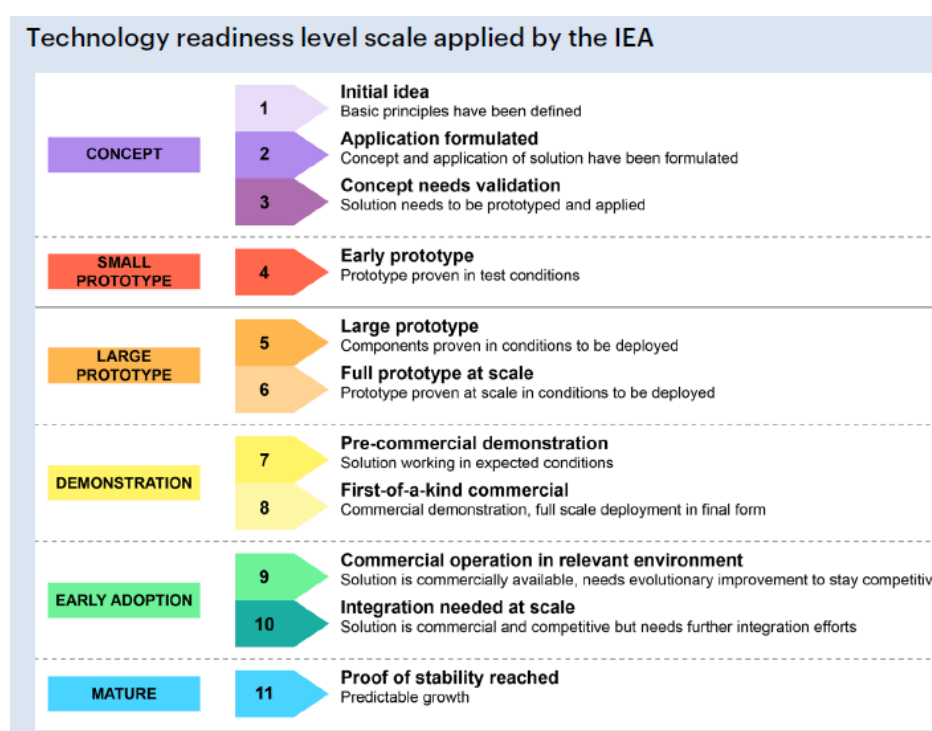 Technology readiness level scale applied by the IEA
CONCEPT
1
Initial idea
Basic principles have been defined
2
Application formulated
Concept and application of solution have been formulated
3
Concept needs validation
Solution needs to be prototyped and applied
SMALL
PROTOTYPE
4
Early prototype
Prototype proven in test conditions
LARGE
PROTOTYPE
5
Large prototype
Components proven in conditions to be deployed
6
Full prototype at scale
Prototype proven at scale in conditions to be deployed
DEMONSTRATION
7
Pre-commercial demonstration
Solution working in expected conditions
8
First-of-a-kind commercial
Commercial demonstration, full scale deployment in final form
EARLY ADOPTION
9
Commercial operation in relevant environment
Solution is commercially available, needs evolutionary improvement to stay competitiv
10
Integration needed at scale
Solution is commercial and competitive but needs further integration efforts
MATURE
11
Proof of stability reached
Predictable growth